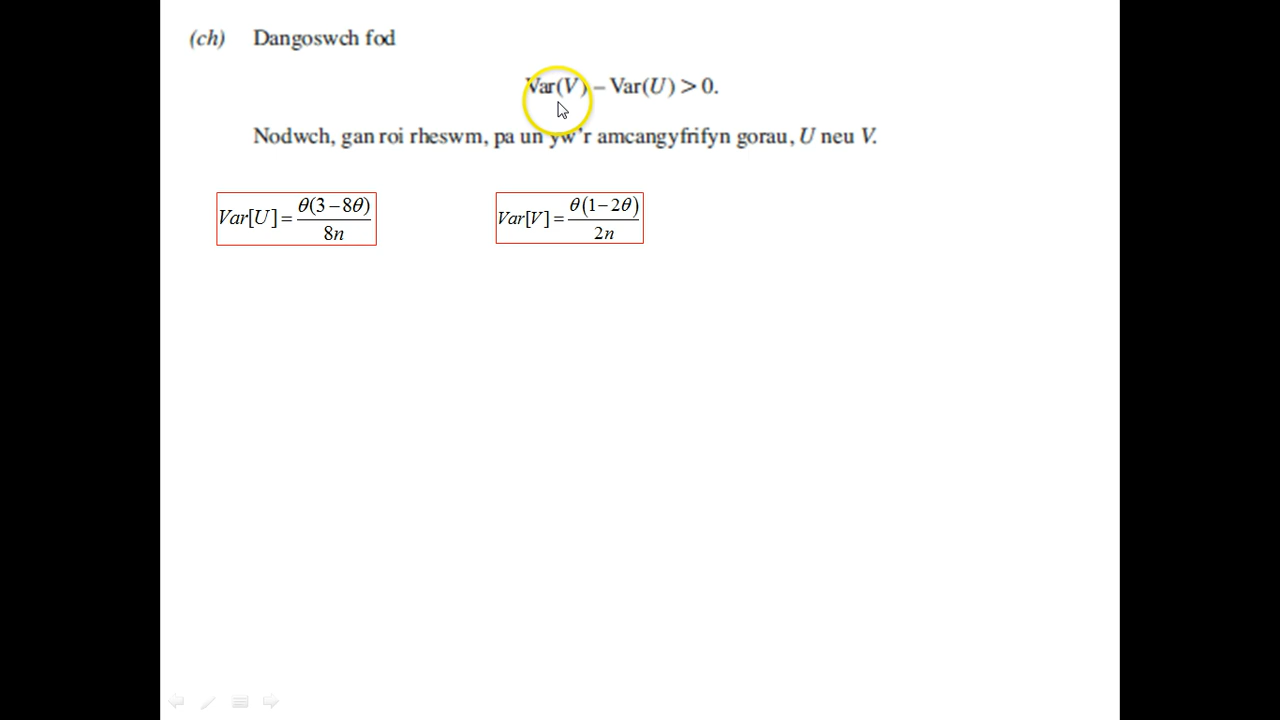 (ch) Dangoswch fod
Var(V) – Var(U) > 0.
Nodwch, gan roi rheswm, pa un yw'r amcangyfrifyn gorau, U neu V.
Var[U] = θ(3 − 8θ) / 8n
Var[V] = θ(1 − 2θ) / 2n